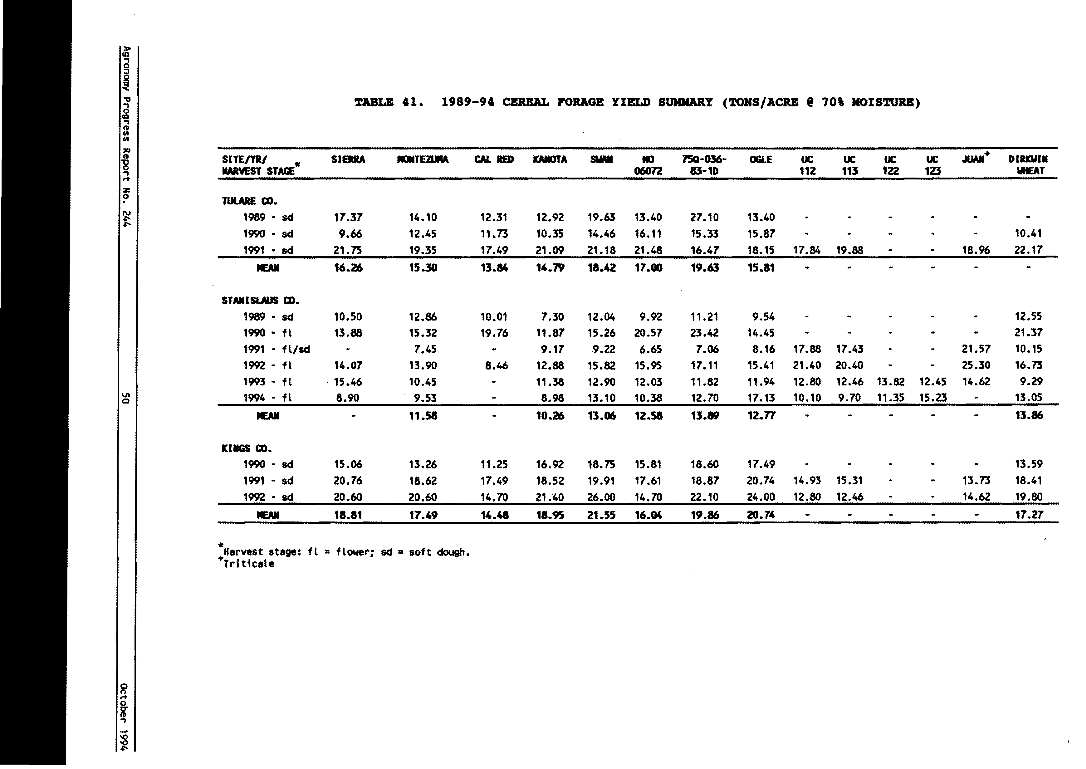 Agronomy Progress Report No. 244
50
October 1994
TABLE 41. 1989-94 CEREAL FORAGE YIELD SUMMARY (TONS/ACRE @ 70% MOISTURE)
SITE/YR/ SIERRA MONTEZUMA CAL RED KANOTA SWAN ND 75Q-036- OGLE UC UC UC UC JUAN+ DIRKWIN
HARVEST STAGE* 06072 83-1D 112 113 122 123 WHEAT
TULARE CO.
1989 - sd 17.37 14.10 12.31 12.92 19.63 13.40 27.10 13.40 - - - - - -
1990 - sd 9.66 12.45 11.73 10.35 14.46 16.11 15.33 15.87 - - - - - 10.41
1991 - sd 21.75 19.35 17.49 21.09 21.18 21.48 16.47 18.15 17.84 19.88 - - 18.96 22.17
MEAN 16.26 15.30 13.84 14.79 18.42 17.00 19.63 15.81 - - - - - -
STANISLAUS CO.
1989 - sd 10.50 12.86 10.01 7.30 12.04 9.92 11.21 9.54 - - - - - 12.55
1990 - fl 13.88 15.32 19.76 11.87 15.26 20.57 23.42 14.45 - - - - - 21.37
1991 - fl/sd - 7.45 - 9.17 9.22 6.65 7.06 8.16 17.88 17.43 - - 21.57 10.15
1992 - fl 14.07 13.90 8.46 12.88 15.82 15.95 17.11 15.41 21.40 20.40 - - 25.30 16.73
1993 - fl 15.46 10.45 - 11.38 12.90 12.03 11.82 11.94 12.80 12.46 13.82 12.45 14.62 9.29
1994 - fl 8.90 9.53 - 8.98 13.10 10.38 12.70 17.13 10.10 9.70 11.35 15.23 - 13.05
MEAN - 11.58 - 10.26 13.06 12.58 13.89 12.77 - - - - - 13.86
KINGS CO.
1990 - sd 15.06 13.26 11.25 16.92 18.75 15.81 18.60 17.49 - - - - - 13.59
1991 - sd 20.76 18.62 17.49 18.52 19.91 17.61 18.87 20.74 14.93 15.31 - - 13.73 18.41
1992 - sd 20.60 20.60 14.70 21.40 26.00 14.70 22.10 24.00 12.80 12.46 - - 14.62 19.80
MEAN 18.81 17.49 14.48 18.95 21.55 16.04 19.86 20.74 - - - - - 17.27
*Harvest stage: fl = flower; sd = soft dough.
+Triticale